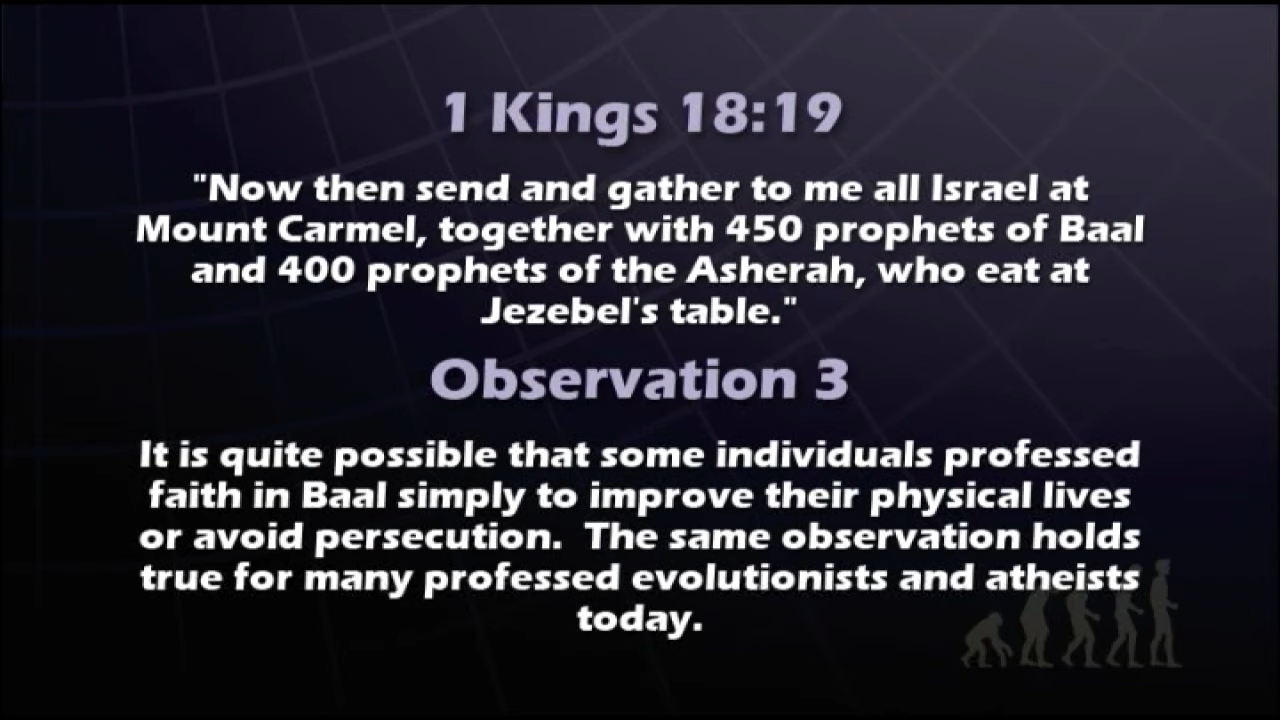 1 Kings 18:19
"Now then send and gather to me all Israel at
Mount Carmel, together with 450 prophets of Baal
and 400 prophets of the Asherah, who eat at
Jezebel's table."
Observation 3
It is quite possible that some individuals professed
faith in Baal simply to improve their physical lives
or avoid persecution.  The same observation holds
true for many professed evolutionists and atheists
today.